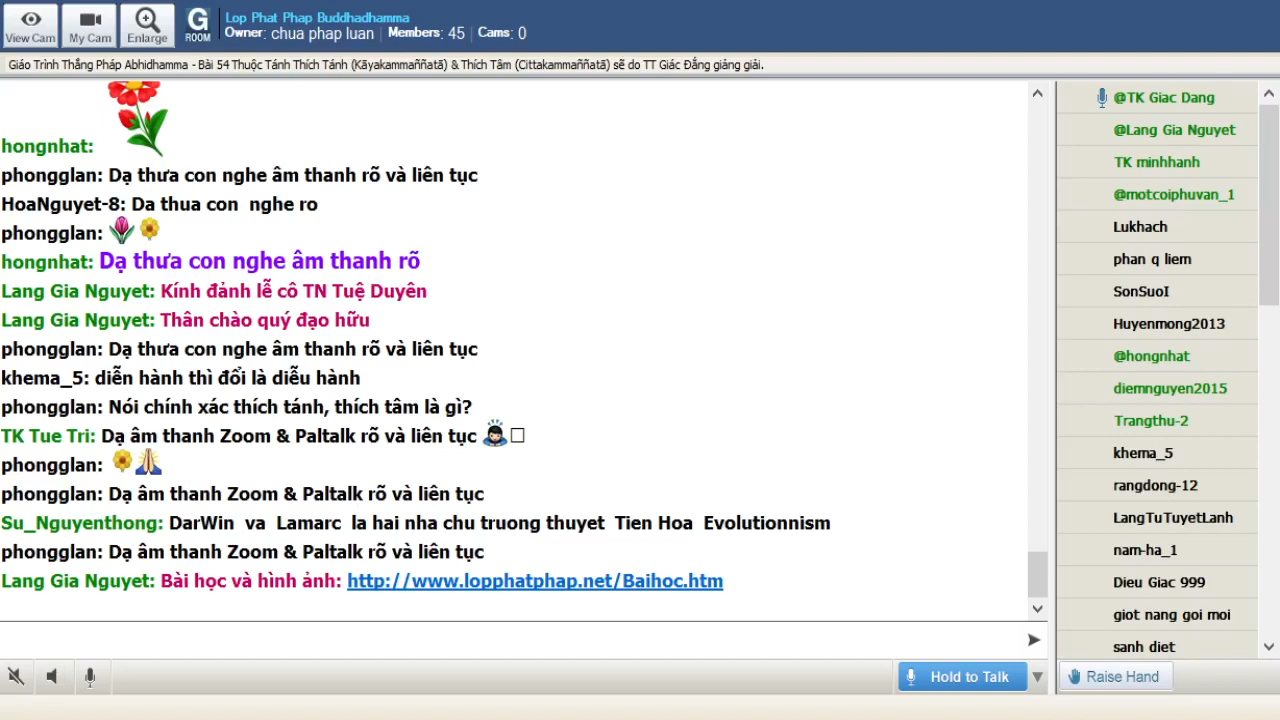 View Cam
My Cam
Enlarge
G
ROOM
Lop Phat Phap Buddhadhamma
Owner: chua phap luan | Members: 45 | Cams: 0
Giáo Trình Thắng Pháp Abhidhamma - Bài 54 Thuộc Tánh Thích Tánh (Kāyakammaññatā) & Thích Tâm (Cittakammaññatā) sẽ do TT Giác Đẳng giảng giải.
hongnhat:
phongglan: Dạ thưa con nghe âm thanh rõ và liên tục
HoaNguyet-8: Da thua con nghe ro
phongglan:
hongnhat: Dạ thưa con nghe âm thanh rõ
Lang Gia Nguyet: Kính đảnh lễ cô TN Tuệ Duyên
Lang Gia Nguyet: Thân chào quý đạo hữu
phongglan: Dạ thưa con nghe âm thanh rõ và liên tục
khema_5: diễn hành thì đổi là diễu hành
phongglan: Nói chính xác thích tánh, thích tâm là gì?
TK Tue Tri: Dạ âm thanh Zoom & Paltalk rõ và liên tục
phongglan:
phongglan: Dạ âm thanh Zoom & Paltalk rõ và liên tục
Su_Nguyenthong: DarWin va Lamarc la hai nha chu truong thuyet Tien Hoa Evolutionnism
phongglan: Dạ âm thanh Zoom & Paltalk rõ và liên tục
Lang Gia Nguyet: Bài học và hình ảnh: http://www.lopphatphap.net/Baihoc.htm
Hold to Talk
@TK Giac Dang
@Lang Gia Nguyet
TK minhhanh
@motcoiphuvan_1
Lukhach
phan q liem
SonSuoI
Huyenmong2013
@hongnhat
diemnguyen2015
Trangthu-2
khema_5
rangdong-12
LangTuTuyetLanh
nam-ha_1
Dieu Giac 999
giot nang goi moi
sanh diet
Raise Hand